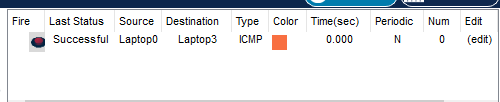 Fire Last Status Source Destination Type Color Time(sec) Periodic Num Edit
Successful Laptop0 Laptop3 ICMP 0.000 N 0 (edit)